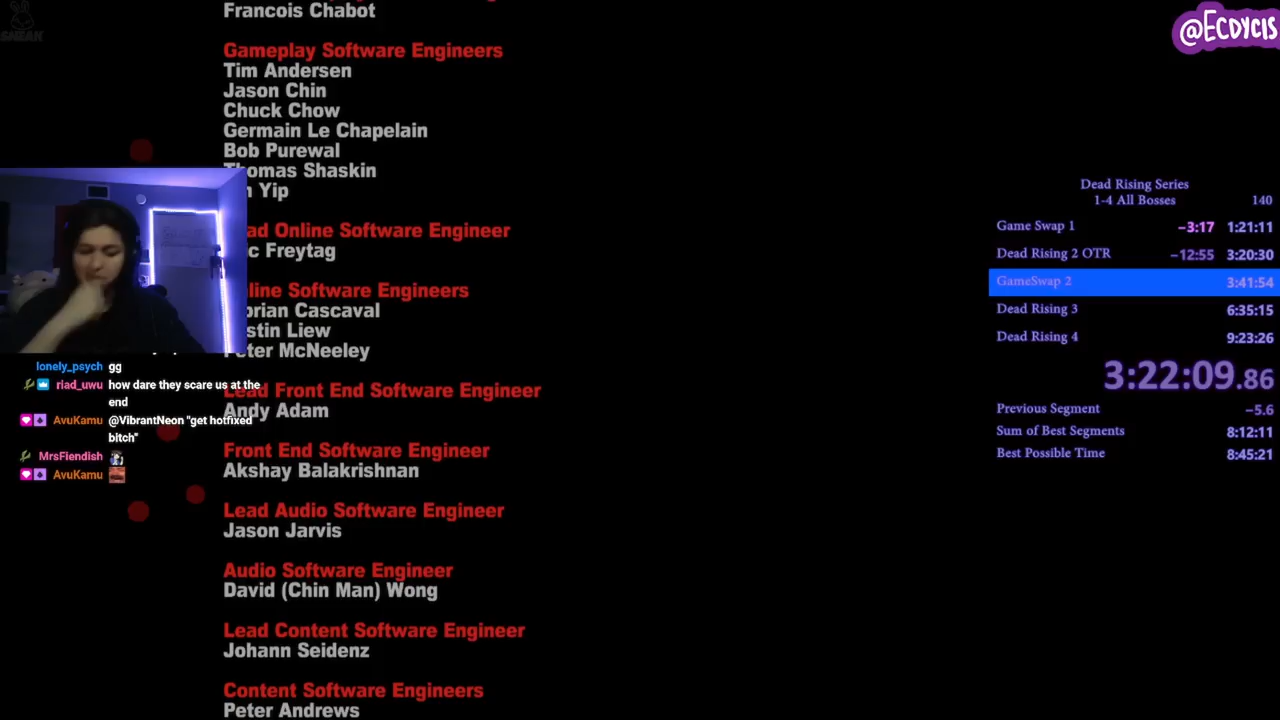 SNEAK
@ECDYCIS
Francois Chabot
Gameplay Software Engineers
Tim Andersen
Jason Chin
Chuck Chow
Germain Le Chapelain
Bob Purewal
Thomas Shaskin
Yip
Online Software Engineer
Freytag
Software Engineers
Cascaval
Liew
McNeeley
Lead Front End Software Engineer
Andy Adam
Front End Software Engineer
Akshay Balakrishnan
Lead Audio Software Engineer
Jason Jarvis
Audio Software Engineer
David (Chin Man) Wong
Lead Content Software Engineer
Johann Seidenz
Content Software Engineers
Peter Andrews
lonely_psych gg
riad_uwu how dare they scare us at the
end
AvuKamu @VibrantNeon "get hotfixed
bitch"
MrsFiendish
AvuKamu
Dead Rising Series
1-4 All Bosses 140
Game Swap 1 −3:17 1:21:11
Dead Rising 2 OTR −12:55 3:20:30
GameSwap 2 3:41:54
Dead Rising 3 6:35:15
Dead Rising 4 9:23:26
3:22:09.86
Previous Segment −5.6
Sum of Best Segments 8:12:11
Best Possible Time 8:45:21